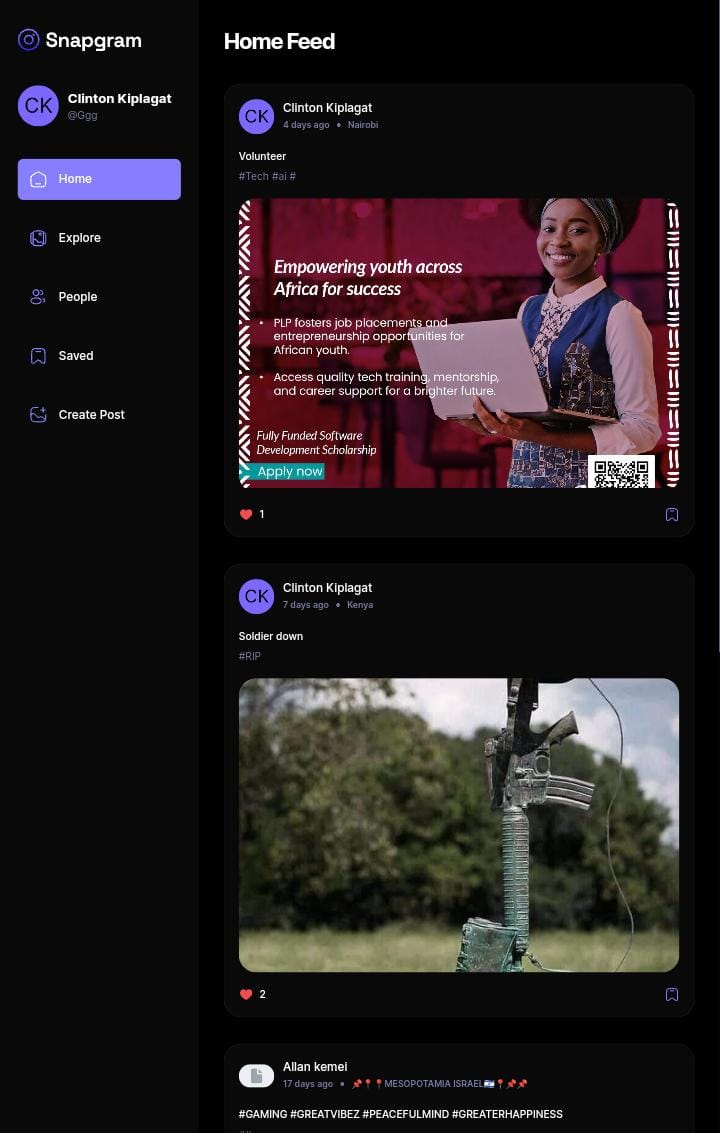 Snapgram
CK
Clinton Kiplagat
@Ggg
Home
Explore
People
Saved
Create Post
Home Feed
CK
Clinton Kiplagat
4 days ago • Nairobi
Volunteer
#Tech #ai #
Empowering youth across
Africa for success
• PLP fosters job placements and
entrepreneurship opportunities for
African youth.
• Access quality tech training, mentorship,
and career support for a brighter future.
Fully Funded Software
Development Scholarship
Apply now
1
CK
Clinton Kiplagat
7 days ago • Kenya
Soldier down
#RIP
2
Allan kemei
17 days ago • 📌📍📍MESOPOTAMIA ISRAEL🇮🇱📍📌📌
#GAMING #GREATVIBEZ #PEACEFULMIND #GREATERHAPPINESS